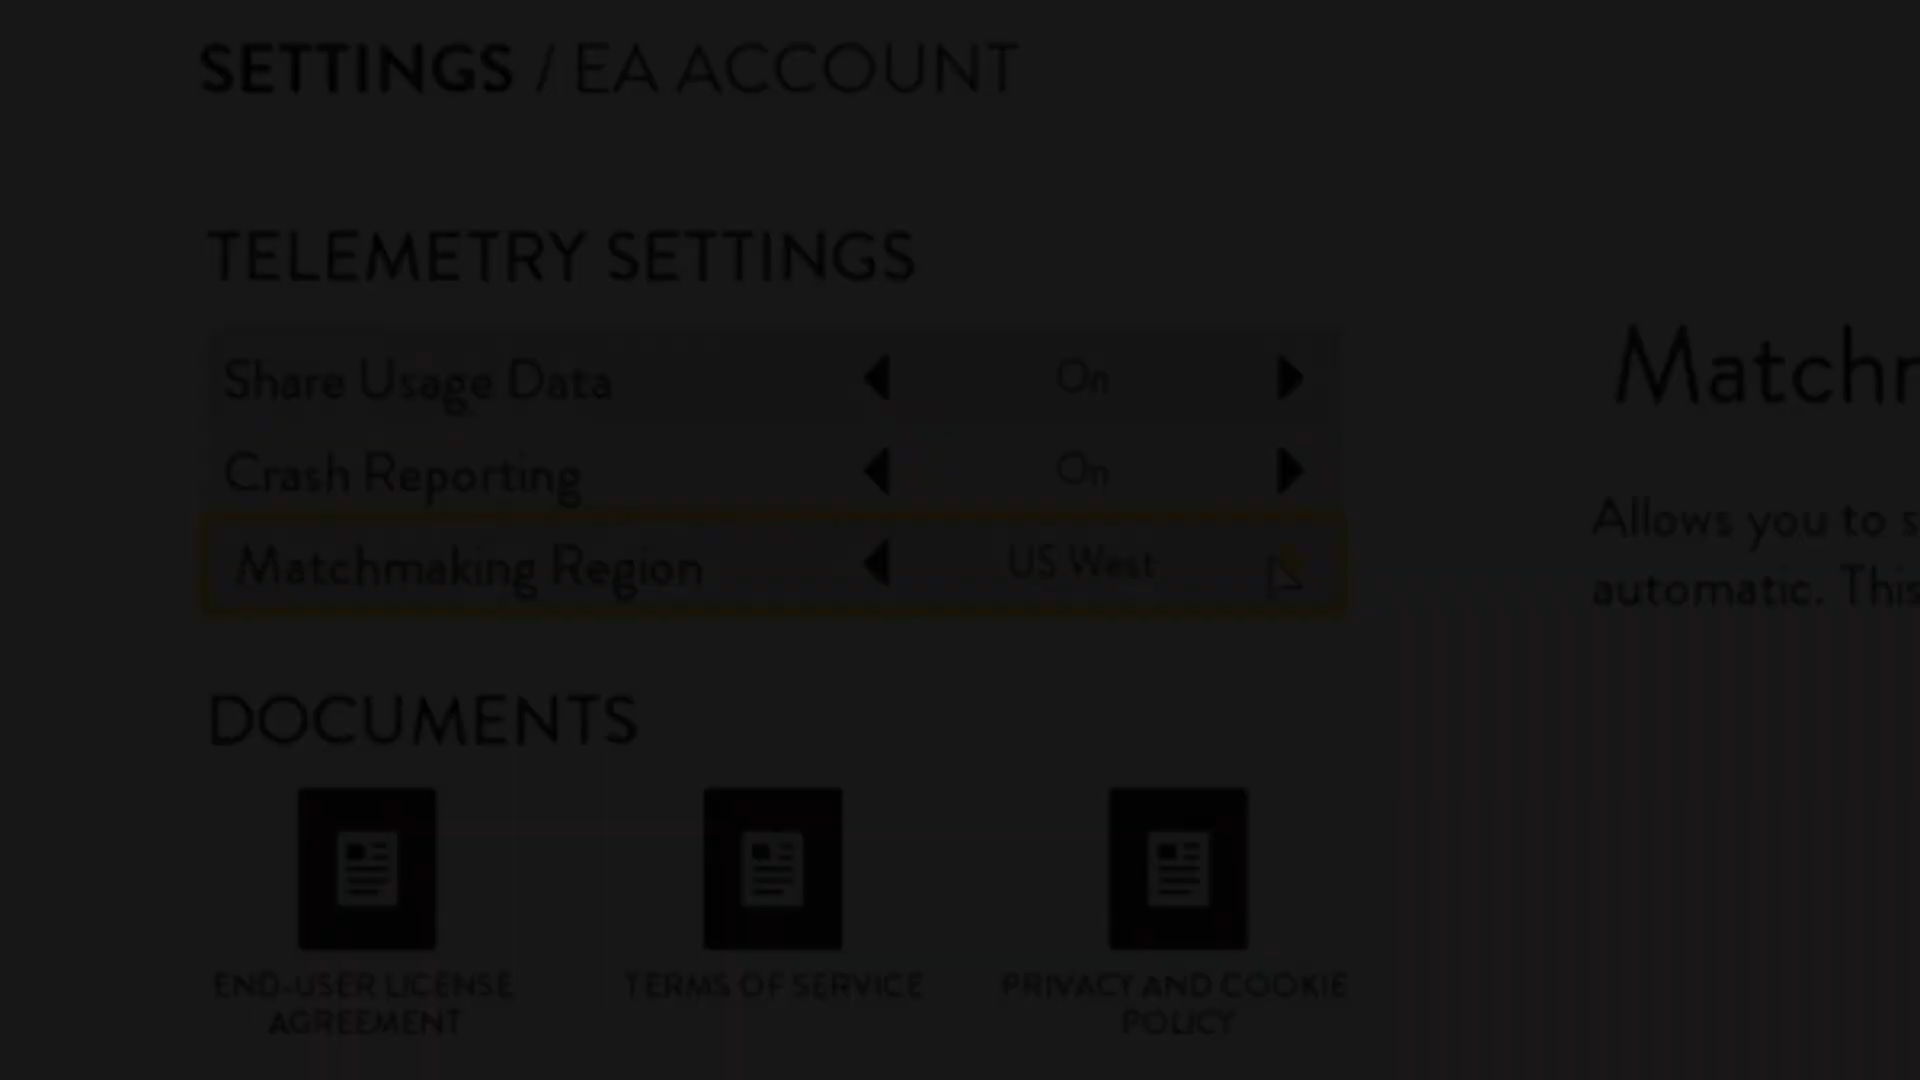 SETTINGS / EA ACCOUNT
TELEMETRY SETTINGS
Share Usage Data On
Crash Reporting On
Matchmaking Region US West
Allows you to
automatic. This
DOCUMENTS
END-USER LICENSE
AGREEMENT
TERMS OF SERVICE
PRIVACY AND COOKIE
POLICY